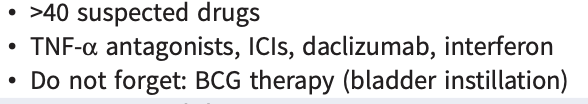 • >40 suspected drugs
• TNF-α antagonists, ICIs, daclizumab, interferon
• Do not forget: BCG therapy (bladder instillation)